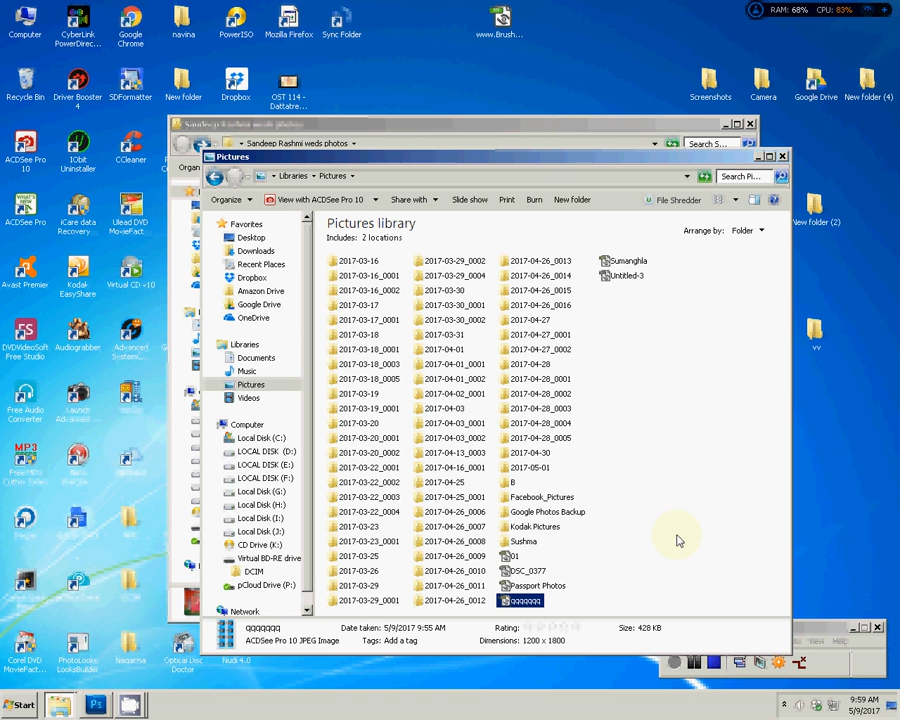 Computer
CyberLink PowerDirec...
Google Chrome
navina
PowerISO
Mozilla Firefox
Sync Folder
www.Brush...
RAM: 68% CPU: 83%
Recycle Bin
Driver Booster 4
SDFormatter
New folder
Dropbox
OST 114 - Dattatre...
Screenshots
Camera
Google Drive
New folder (4)
ACDSee Pro 10
IObit Uninstaller
CCleaner
WHAT'S NEW
ACDSee Pro 10
iCare data Recovery...
Ulead DVD MovieFact...
New folder (2)
Avast Premier
Kodak EasyShare
Virtual CD v10
FS
DVDVideoSoft Free Studio
Audiograbber
Advanced SystemC...
vv
Free Audio Converter
Launch
MP3
Corel DVD MovieFact...
PhotoLooks LooksBuilder
Nagarha
Optical Disc Doctor
Nudi 4.0
Sandeep Rashmi weds photos
Search S...
Organ
Pictures
Libraries
Pictures
Search Pi...
Organize
View with ACDSee Pro 10
Share with
Slide show
Print
Burn
New folder
File Shredder
Favorites
Desktop
Downloads
Recent Places
Dropbox
Amazon Drive
Google Drive
OneDrive
Libraries
Documents
Music
Pictures
Videos
Computer
Local Disk (C:)
LOCAL DISK (D:)
LOCAL DISK (E:)
LOCAL DISK (F:)
Local Disk (G:)
Local Disk (H:)
Local Disk (I:)
Local Disk (J:)
CD Drive (K:)
Virtual BD-RE drive
DCIM
pCloud Drive (P:)
Network
Pictures library
Includes: 2 locations
Arrange by: Folder
2017-03-16
2017-03-16_0001
2017-03-16_0002
2017-03-17
2017-03-17_0001
2017-03-18
2017-03-18_0001
2017-03-18_0003
2017-03-18_0005
2017-03-19
2017-03-19_0001
2017-03-20
2017-03-20_0001
2017-03-20_0002
2017-03-22_0001
2017-03-22_0002
2017-03-22_0003
2017-03-22_0004
2017-03-23
2017-03-23_0001
2017-03-25
2017-03-26
2017-03-29
2017-03-29_0001
2017-03-29_0002
2017-03-29_0004
2017-03-30
2017-03-30_0001
2017-03-30_0002
2017-03-31
2017-04-01
2017-04-01_0001
2017-04-01_0002
2017-04-02_0001
2017-04-03
2017-04-03_0001
2017-04-03_0002
2017-04-13_0003
2017-04-16_0001
2017-04-25
2017-04-25_0001
2017-04-26_0006
2017-04-26_0007
2017-04-26_0008
2017-04-26_0009
2017-04-26_0010
2017-04-26_0011
2017-04-26_0012
2017-04-26_0013
2017-04-26_0014
2017-04-26_0015
2017-04-26_0016
2017-04-27
2017-04-27_0001
2017-04-27_0002
2017-04-28
2017-04-28_0001
2017-04-28_0002
2017-04-28_0003
2017-04-28_0004
2017-04-28_0005
2017-04-30
2017-05-01
B
Facebook_Pictures
Google Photos Backup
Kodak Pictures
Sushma
01
DSC_0377
Passport Photos
qqqqqqq
Sumanghla
Untitled-3
qqqqqqq
Date taken: 5/9/2017 9:55 AM
Rating:
Size: 428 KB
ACDSee Pro 10 JPEG Image
Tags: Add a tag
Dimensions: 1200 x 1800
View Help
Start
Ps
9:59 AM
5/9/2017